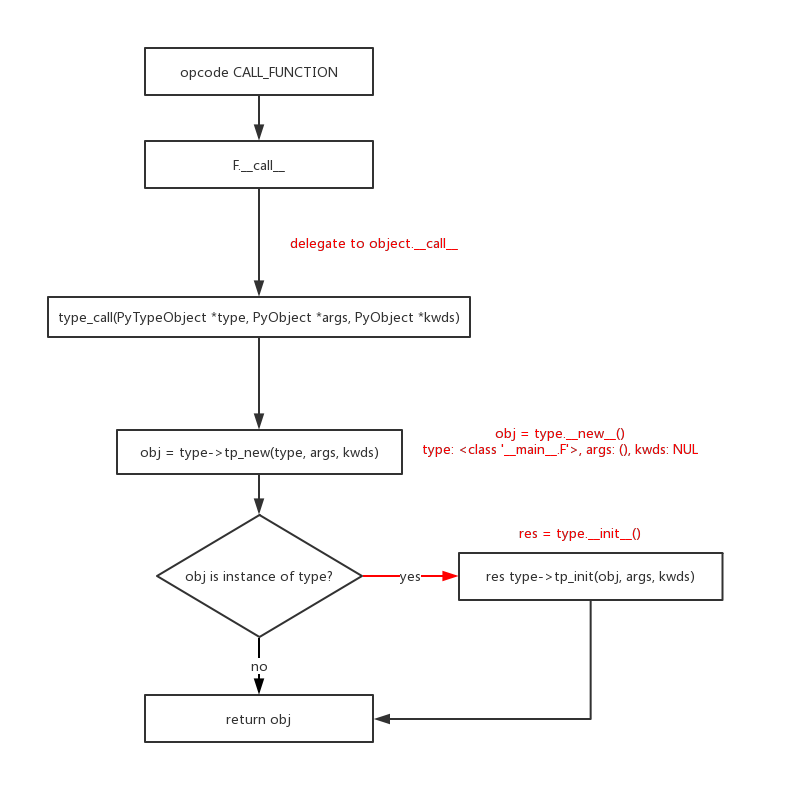 opcode CALL_FUNCTION
F.__call__
delegate to object.__call__
type_call(PyTypeObject *type, PyObject *args, PyObject *kwds)
obj = type->tp_new(type, args, kwds)
obj = type.__new__()
type: <class '__main__.F'>, args: (), kwds: NUL
obj is instance of type?
yes
res = type.__init__()
res type->tp_init(obj, args, kwds)
no
return obj